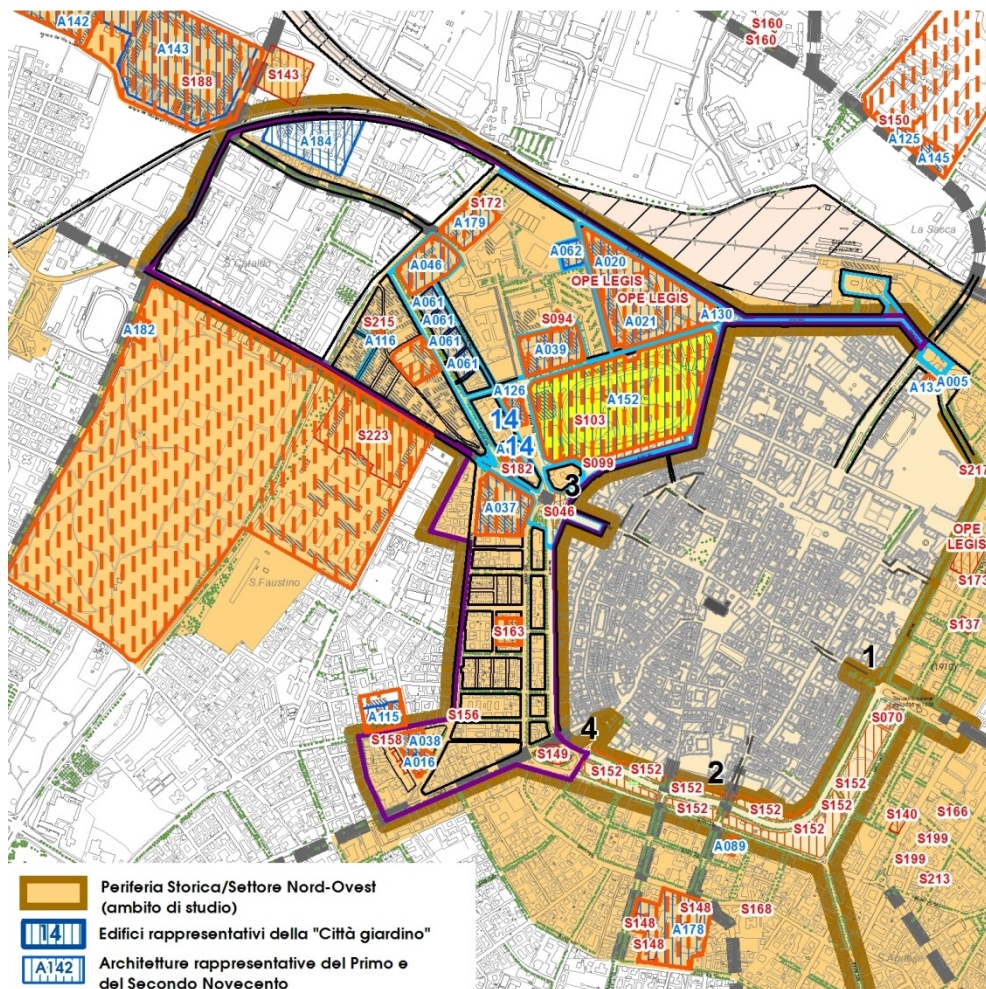 A142
A143
S188
S143
S160
S160
S150
A125
A145
A184
S172
A179
A062
A020
La Sacca
S.Cataldo
A046
OPE LEGIS
OPE LEGIS
A061
S094
A021
A130
A182
S215
A061
A116
A061
A039
A061
A005
A126
A152
14
S103
14
S223
S182
S099
S217
3
A037
S046
OPE
LEGIS
S173
S.Faustino
S163
S137
1
(1910)
A115
S156
S070
S158
A038
4
A016
S149
S152
S152
2
S152
S152
S152
S152
S152
S140
S166
A089
S199
S199
S213
S148
S148
A178
S168
S148
Periferia Storica/Settore Nord-Ovest
(ambito di studio)
14
Edifici rappresentativi della "Città giardino"
A142
Architetture rappresentative del Primo e
del Secondo Novecento